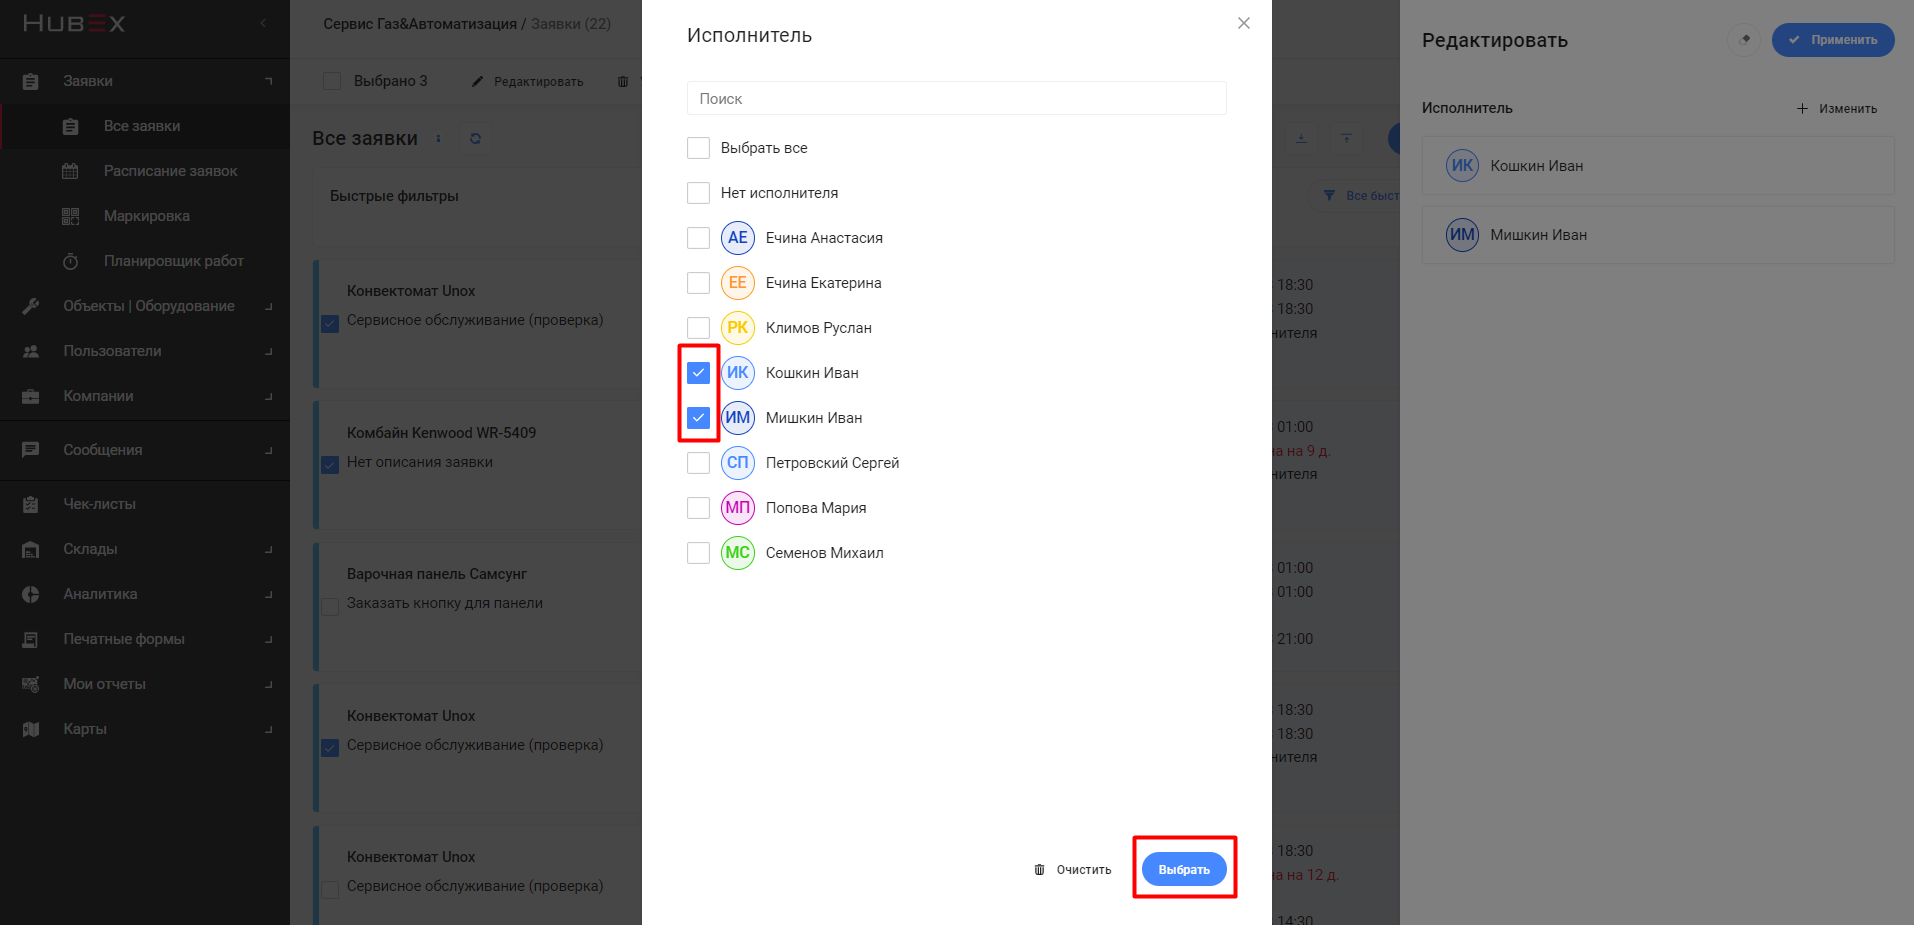 HUBEX
Заявки
Все заявки
Расписание заявок
Маркировка
Планировщик работ
Объекты | Оборудование
Пользователи
Компании
Сообщения
Чек-листы
Склады
Аналитика
Печатные формы
Мои отчеты
Карты
Сервис Газ&Автоматизация / Заявки (22)
Выбрано 3
Редактировать
Все заявки
Быстрые фильтры
Все быст
Конвектомат Unox
Сервисное обслуживание (проверка)
18:30
18:30
нителя
Комбайн Kenwood WR-5409
Нет описания заявки
01:00
на на 9 д.
нителя
Варочная панель Самсунг
Заказать кнопку для панели
01:00
01:00
21:00
Конвектомат Unox
Сервисное обслуживание (проверка)
18:30
18:30
нителя
Конвектомат Unox
Сервисное обслуживание (проверка)
18:30
на на 12 д.
14:30
Исполнитель
Поиск
Выбрать все
Нет исполнителя
АЕ Ечина Анастасия
ЕЕ Ечина Екатерина
РК Климов Руслан
ИК Кошкин Иван
ИМ Мишкин Иван
СП Петровский Сергей
МП Попова Мария
МС Семенов Михаил
Очистить
Выбрать
Редактировать
Применить
Исполнитель
Изменить
ИК Кошкин Иван
ИМ Мишкин Иван